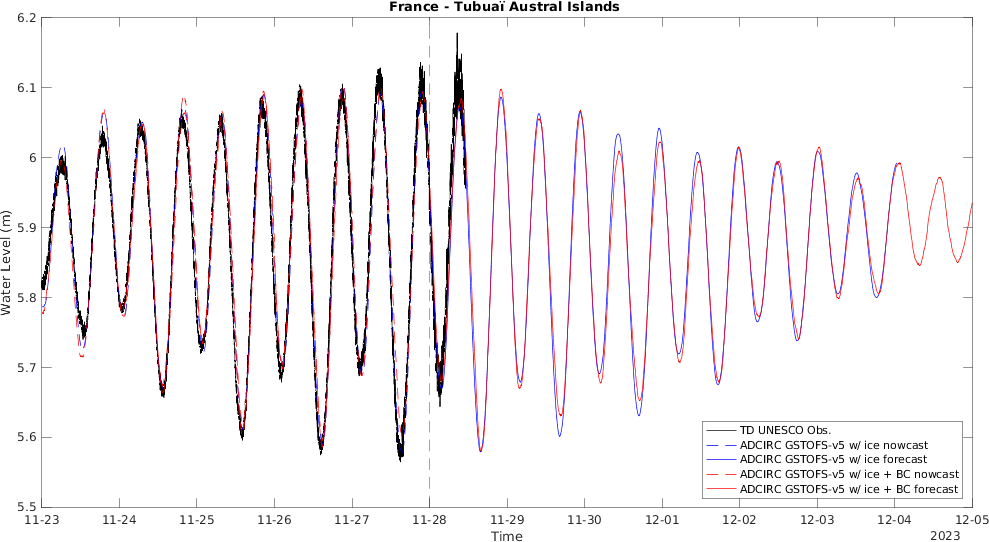 France - Tubuaï Austral Islands
6.2
6.1
6
5.9
5.8
5.7
5.6
5.5
Water Level (m)
TD UNESCO Obs.
ADCIRC GSTOFS-v5 w/ ice nowcast
ADCIRC GSTOFS-v5 w/ ice forecast
ADCIRC GSTOFS-v5 w/ ice + BC nowcast
ADCIRC GSTOFS-v5 w/ ice + BC forecast
11-23 11-24 11-25 11-26 11-27 11-28 11-29 11-30 12-01 12-02 12-03 12-04 12-05
Time
2023